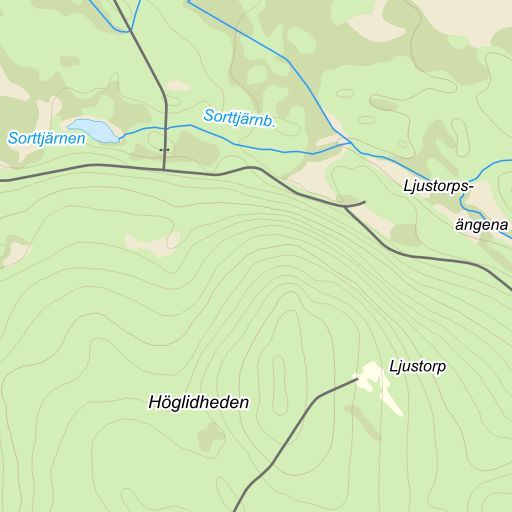 Sorttjärnb.
Sorttjärnen
Ljustorps-
ängena
Ljustorp
Höglidheden